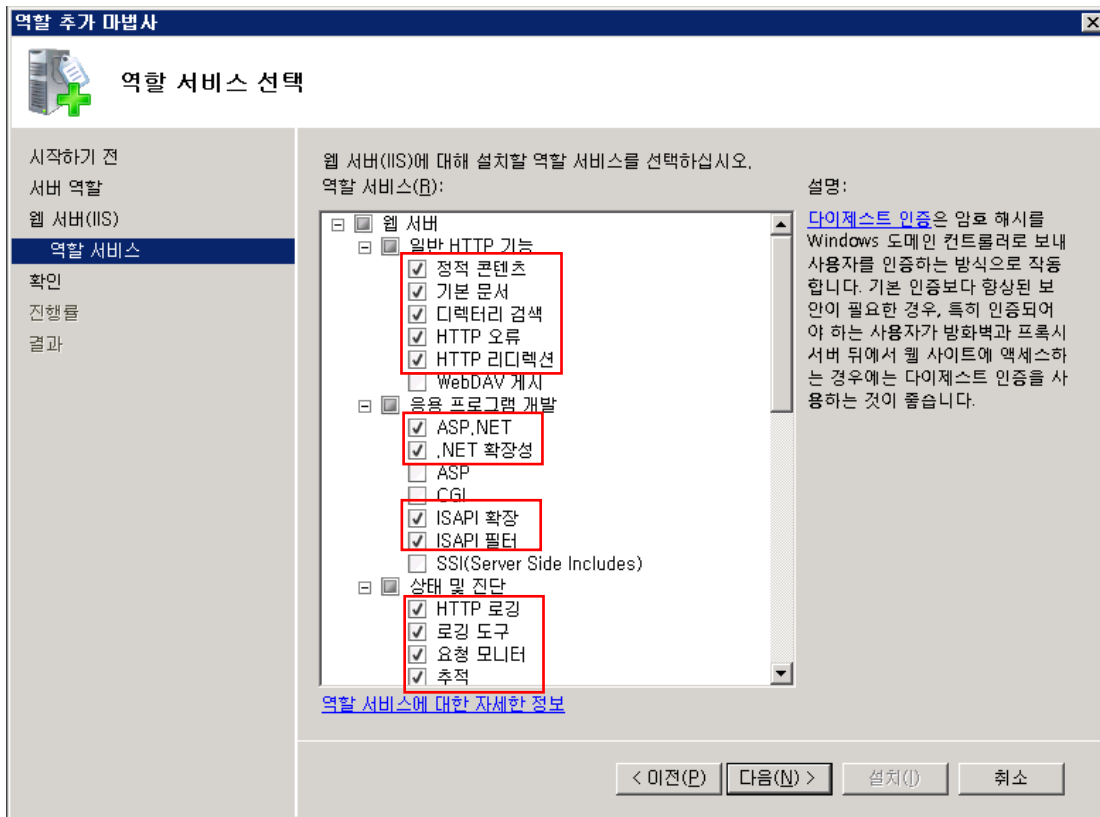 역할 추가 마법사
역할 서비스 선택
시작하기 전
서버 역할
웹 서버(IIS)
역할 서비스
확인
진행률
결과
웹 서버(IIS)에 대해 설치할 역할 서비스를 선택하십시오.
역할 서비스(R):
웹 서버
일반 HTTP 기능
정적 콘텐츠
기본 문서
디렉터리 검색
HTTP 오류
HTTP 리디렉션
WebDAV 게시
응용 프로그램 개발
ASP.NET
.NET 확장성
ASP
CGI
ISAPI 확장
ISAPI 필터
SSI(Server Side Includes)
상태 및 진단
HTTP 로깅
로깅 도구
요청 모니터
추적
역할 서비스에 대한 자세한 정보
설명:
다이제스트 인증은 암호 해시를
Windows 도메인 컨트롤러로 보내
사용자를 인증하는 방식으로 작동
합니다. 기본 인증보다 향상된 보
안이 필요한 경우, 특히 인증되어
야 하는 사용자가 방화벽과 프록시
서버 뒤에서 웹 사이트에 액세스하
는 경우에는 다이제스트 인증을 사
용하는 것이 좋습니다.
< 이전(P)
다음(N) >
설치(I)
취소